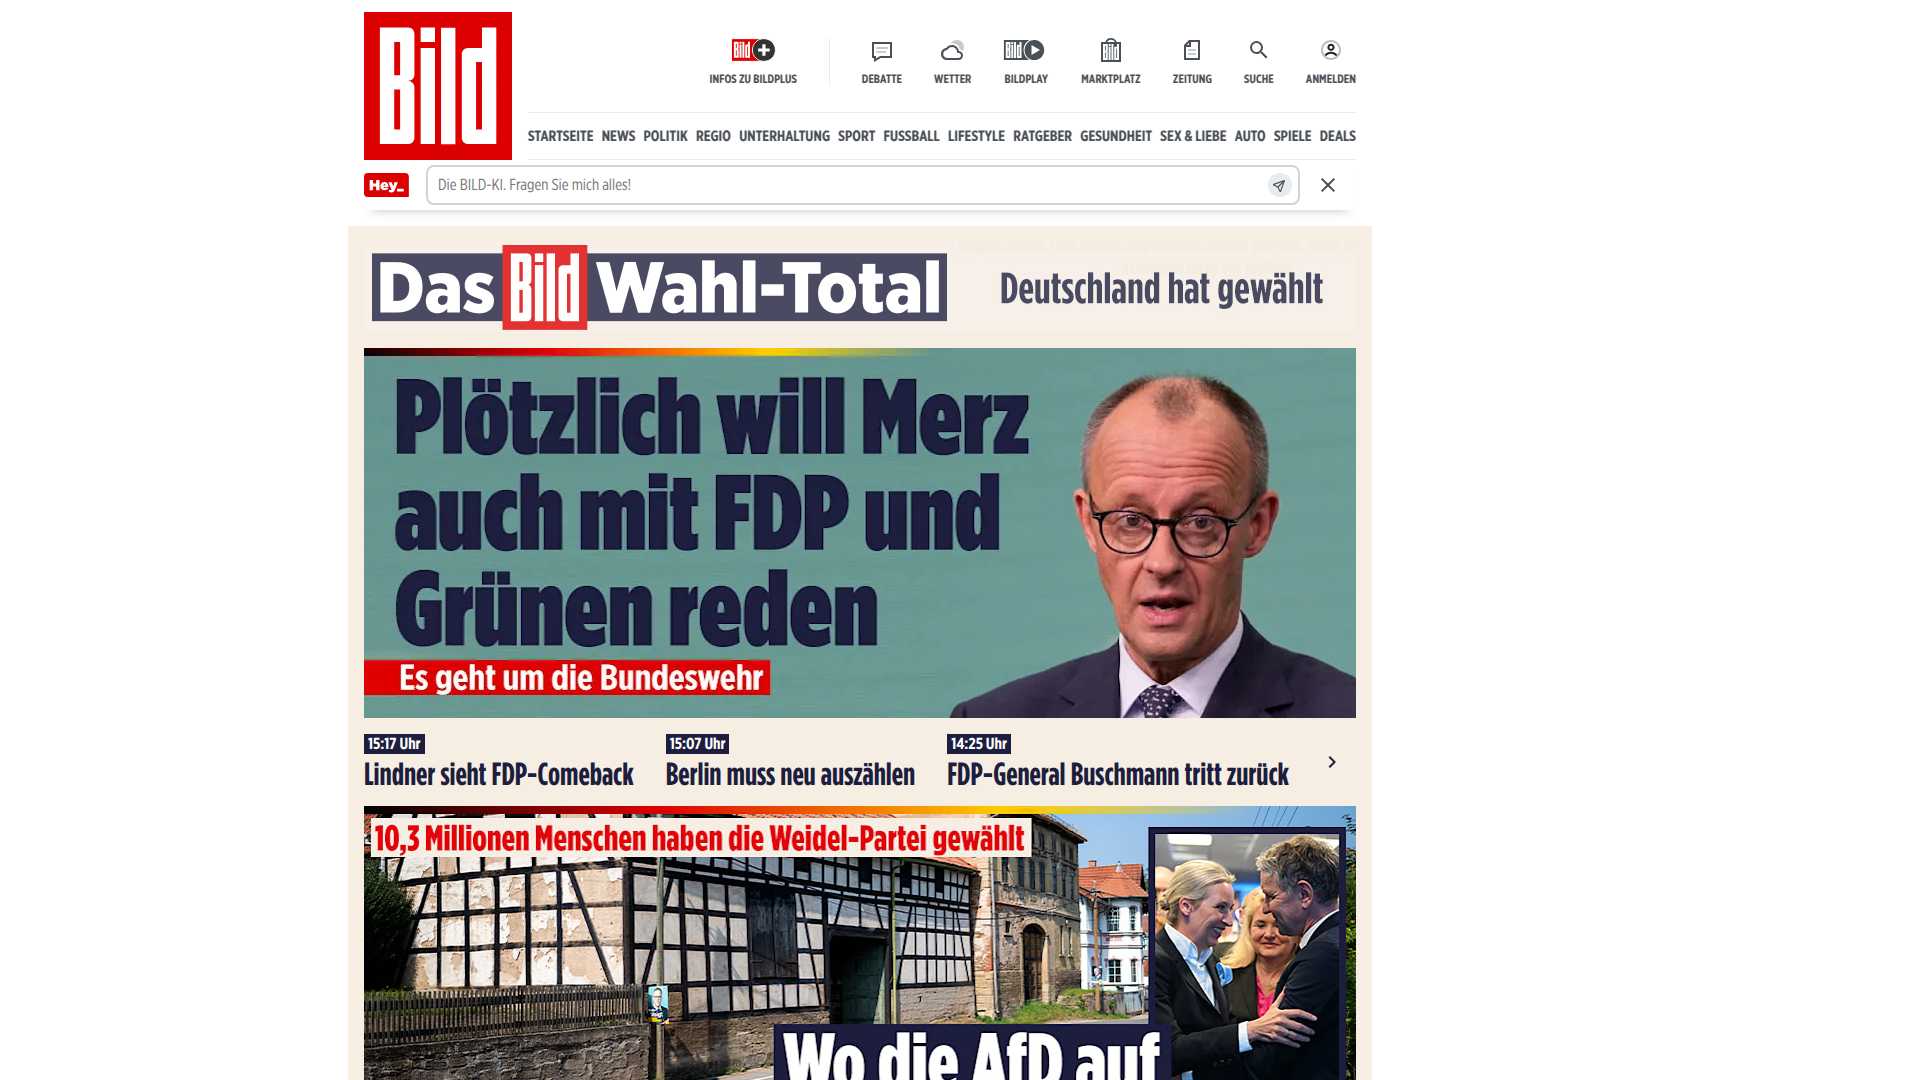 Bild
Bild
INFOS ZU BILDPLUS
DEBATTE
WETTER
Bild
BILDPLAY
Bild
MARKTPLATZ
ZEITUNG
SUCHE
ANMELDEN
STARTSEITE NEWS POLITIK REGIO UNTERHALTUNG SPORT FUSSBALL LIFESTYLE RATGEBER GESUNDHEIT SEX & LIEBE AUTO SPIELE DEALS
Hey_ Die BILD-KI. Fragen Sie mich alles!
Das Bild Wahl-Total Deutschland hat gewählt
Plötzlich will Merz
auch mit FDP und
Grünen reden
Es geht um die Bundeswehr
15:17 Uhr
Lindner sieht FDP-Comeback
15:07 Uhr
Berlin muss neu auszählen
14:25 Uhr
FDP-General Buschmann tritt zurück
10,3 Millionen Menschen haben die Weidel-Partei gewählt
Wo die AfD auf